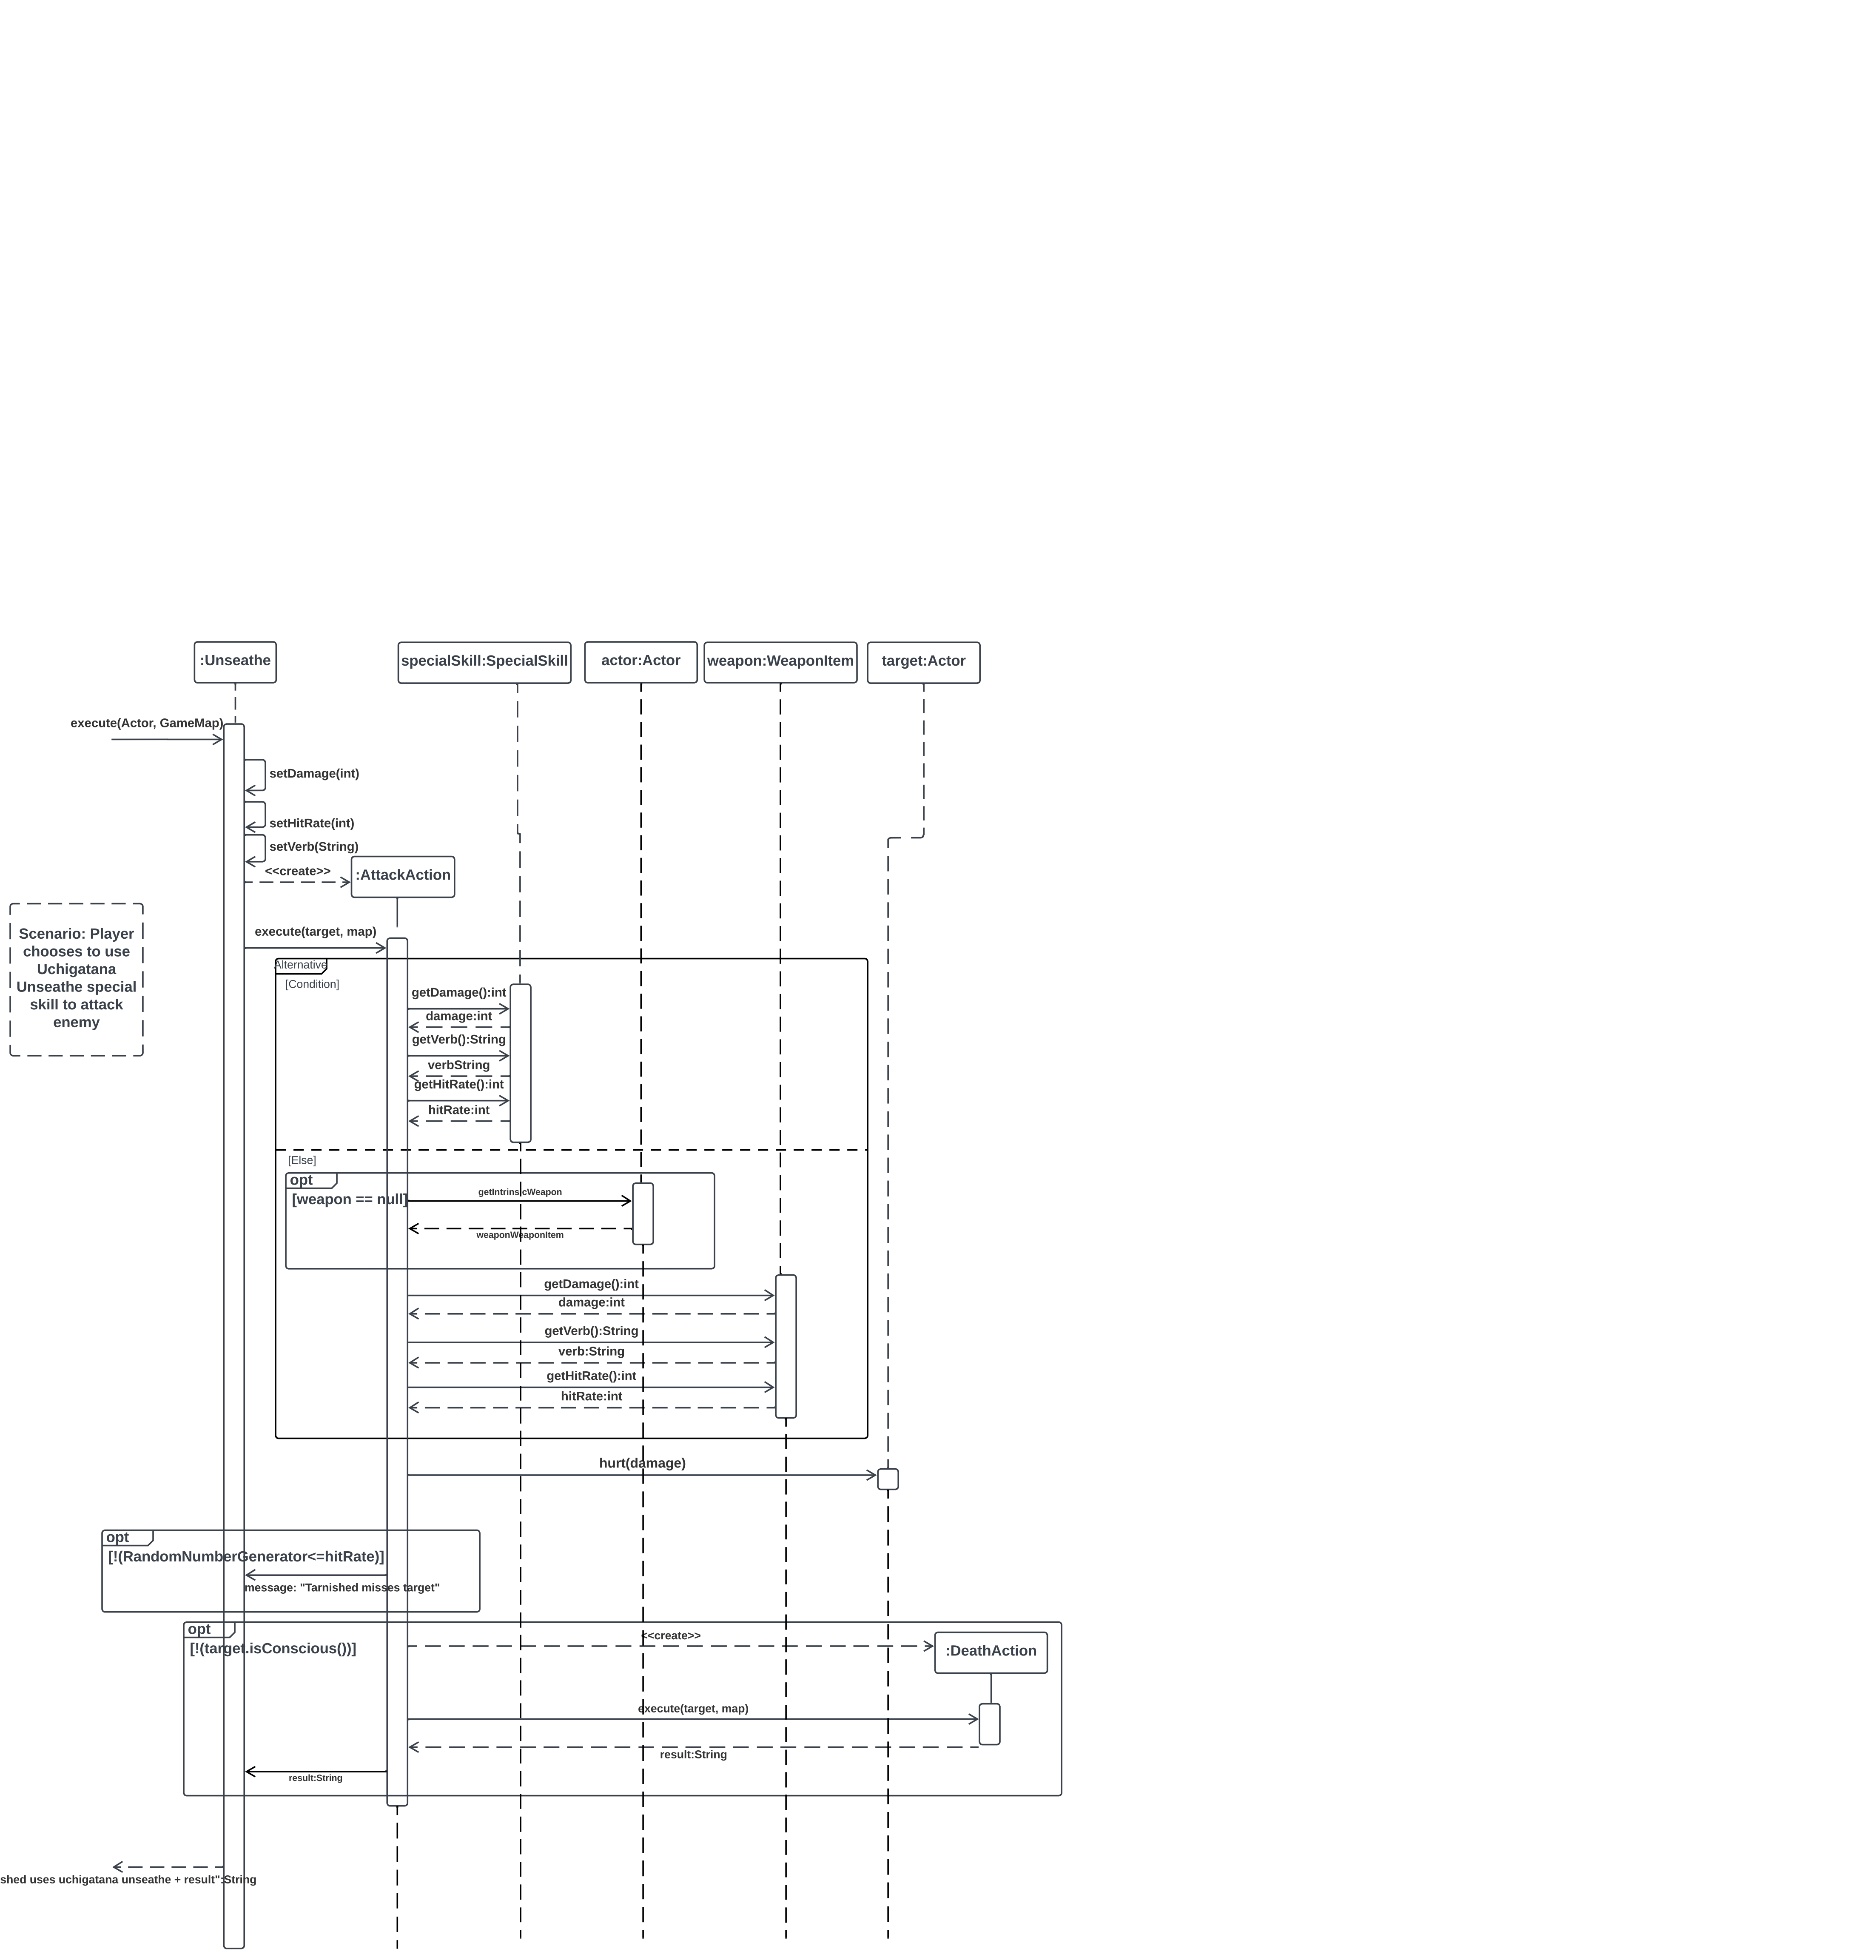 :Unseathe
specialSkill:SpecialSkill
actor:Actor
weapon:WeaponItem
target:Actor
execute(Actor, GameMap)
setDamage(int)
setHitRate(int)
setVerb(String)
<<create>>
:AttackAction
Scenario: Player
chooses to use
Uchigatana
Unseathe special
skill to attack
enemy
execute(target, map)
Alternative
[Condition]
getDamage():int
damage:int
getVerb():String
verbString
getHitRate():int
hitRate:int
[Else]
opt
[weapon == null]
getIntrinsicWeapon
weaponWeaponItem
getDamage():int
damage:int
getVerb():String
verb:String
getHitRate():int
hitRate:int
hurt(damage)
opt
[!(RandomNumberGenerator<=hitRate)]
message: "Tarnished misses target"
opt
[!(target.isConscious())]
<<create>>
:DeathAction
execute(target, map)
result:String
result:String
shed uses uchigatana unseathe + result":String